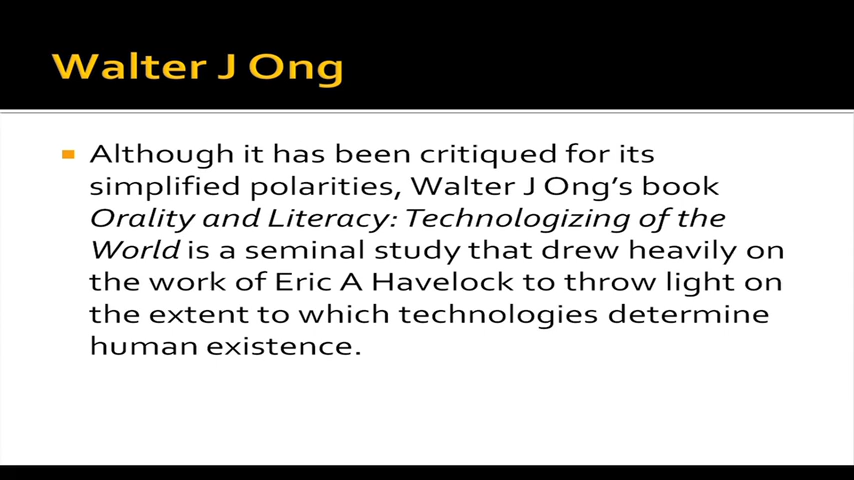 Walter J Ong
Although it has been critiqued for its
simplified polarities, Walter J Ong's book
Orality and Literacy: Technologizing of the
World is a seminal study that drew heavily on
the work of Eric A Havelock to throw light on
the extent to which technologies determine
human existence.